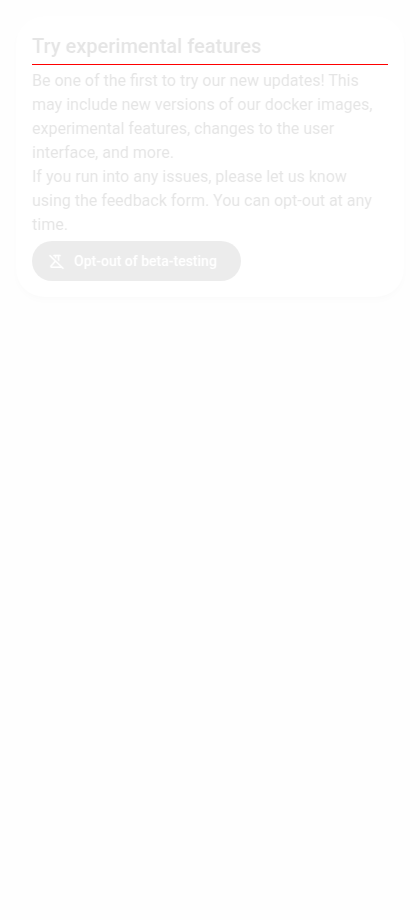 Try experimental features
Be one of the first to try our new updates! This
may include new versions of our docker images,
experimental features, changes to the user
interface, and more.
If you run into any issues, please let us know
using the feedback form. You can opt-out at any
time.
Opt-out of beta-testing